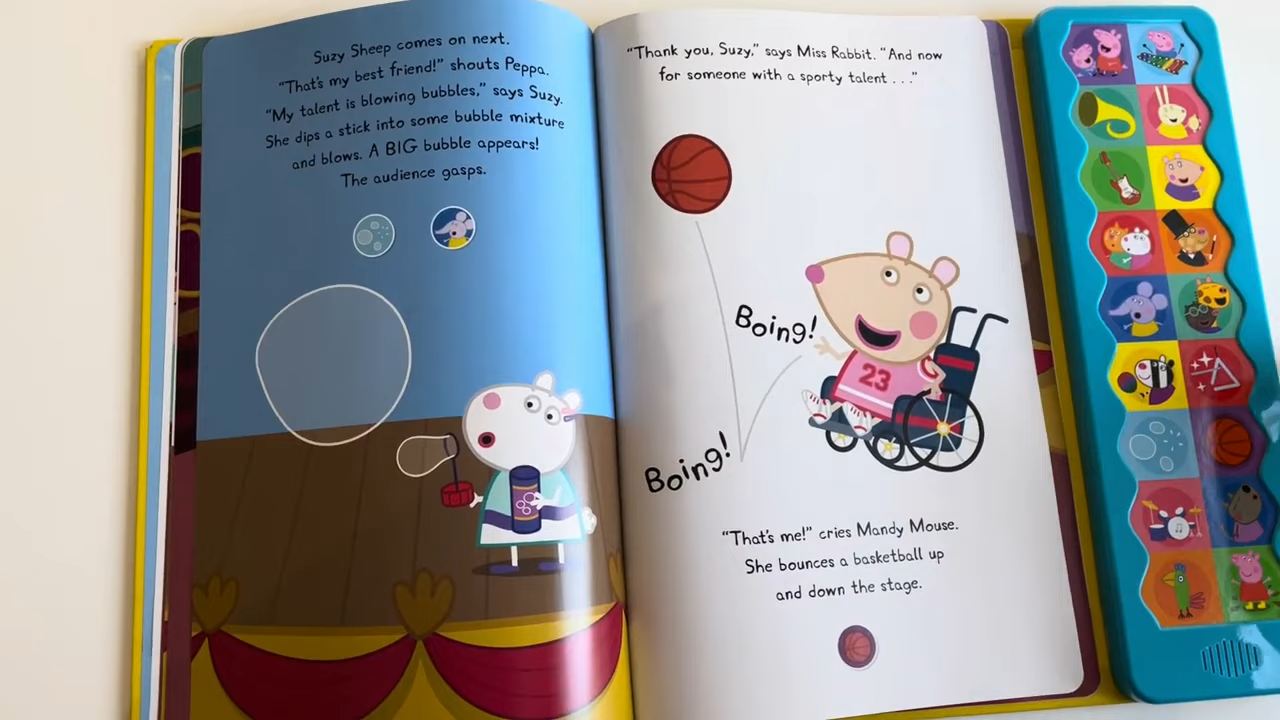 Suzy Sheep comes on next.
“That’s my best friend!” shouts Peppa.
“My talent is blowing bubbles,” says Suzy.
She dips a stick into some bubble mixture
and blows. A BIG bubble appears!
The audience gasps.
“Thank you, Suzy,” says Miss Rabbit. “And now
for someone with a sporty talent . . .”
Boing!
23
Boing!
“That’s me!” cries Mandy Mouse.
She bounces a basketball up
and down the stage.